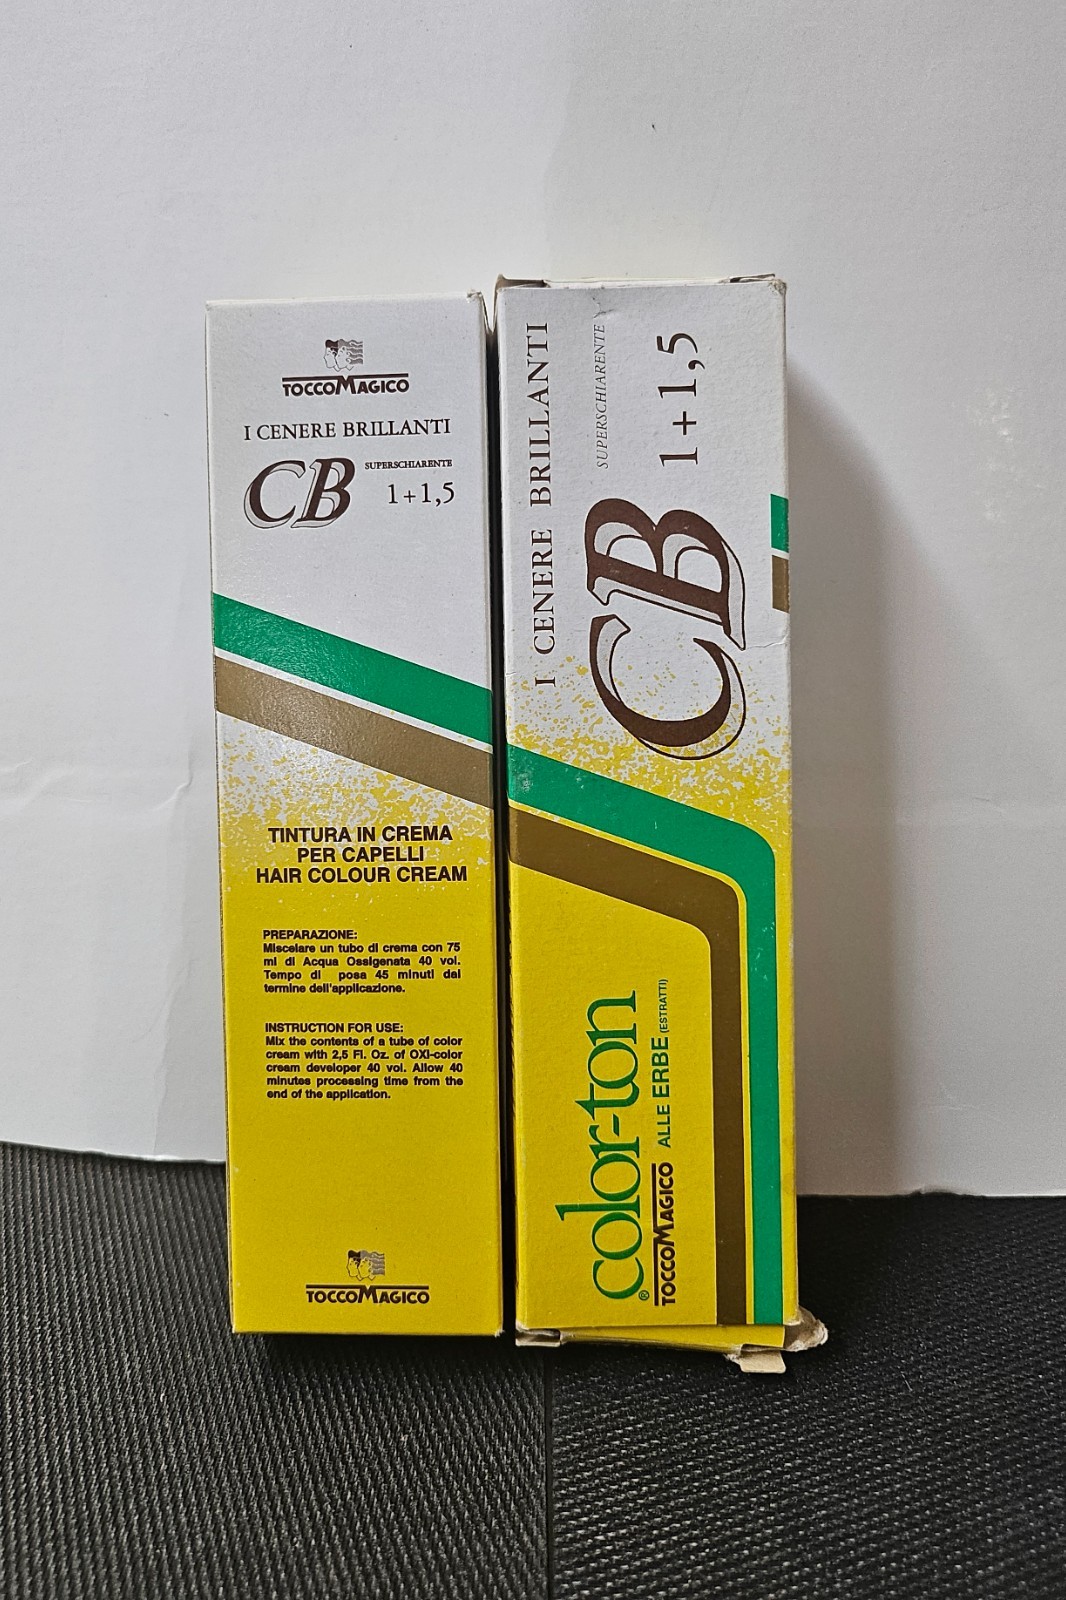 TOCCOMAGICO
I CENERE BRILLANTI
CB
SUPERSCHIARENTE
1+1,5
TINTURA IN CREMA
PER CAPELLI
HAIR COLOUR CREAM
PREPARAZIONE:
Miscelare un tubo di crema con 75
ml di Acqua Ossigenata 40 vol.
Tempo di posa 45 minuti dal
termine dell'applicazione.
INSTRUCTION FOR USE:
Mix the contents of a tube of color
cream with 2,5 Fl. Oz. of OXI-color
cream developer 40 vol. Allow 40
minutes processing time from the
end of the application.
TOCCOMAGICO
I CENERE BRILLANTI
SUPERSCHIARENTE
CB 1+1,5
color-ton
®TOCCOMAGICO ALLE ERBE (ESTRATTI)